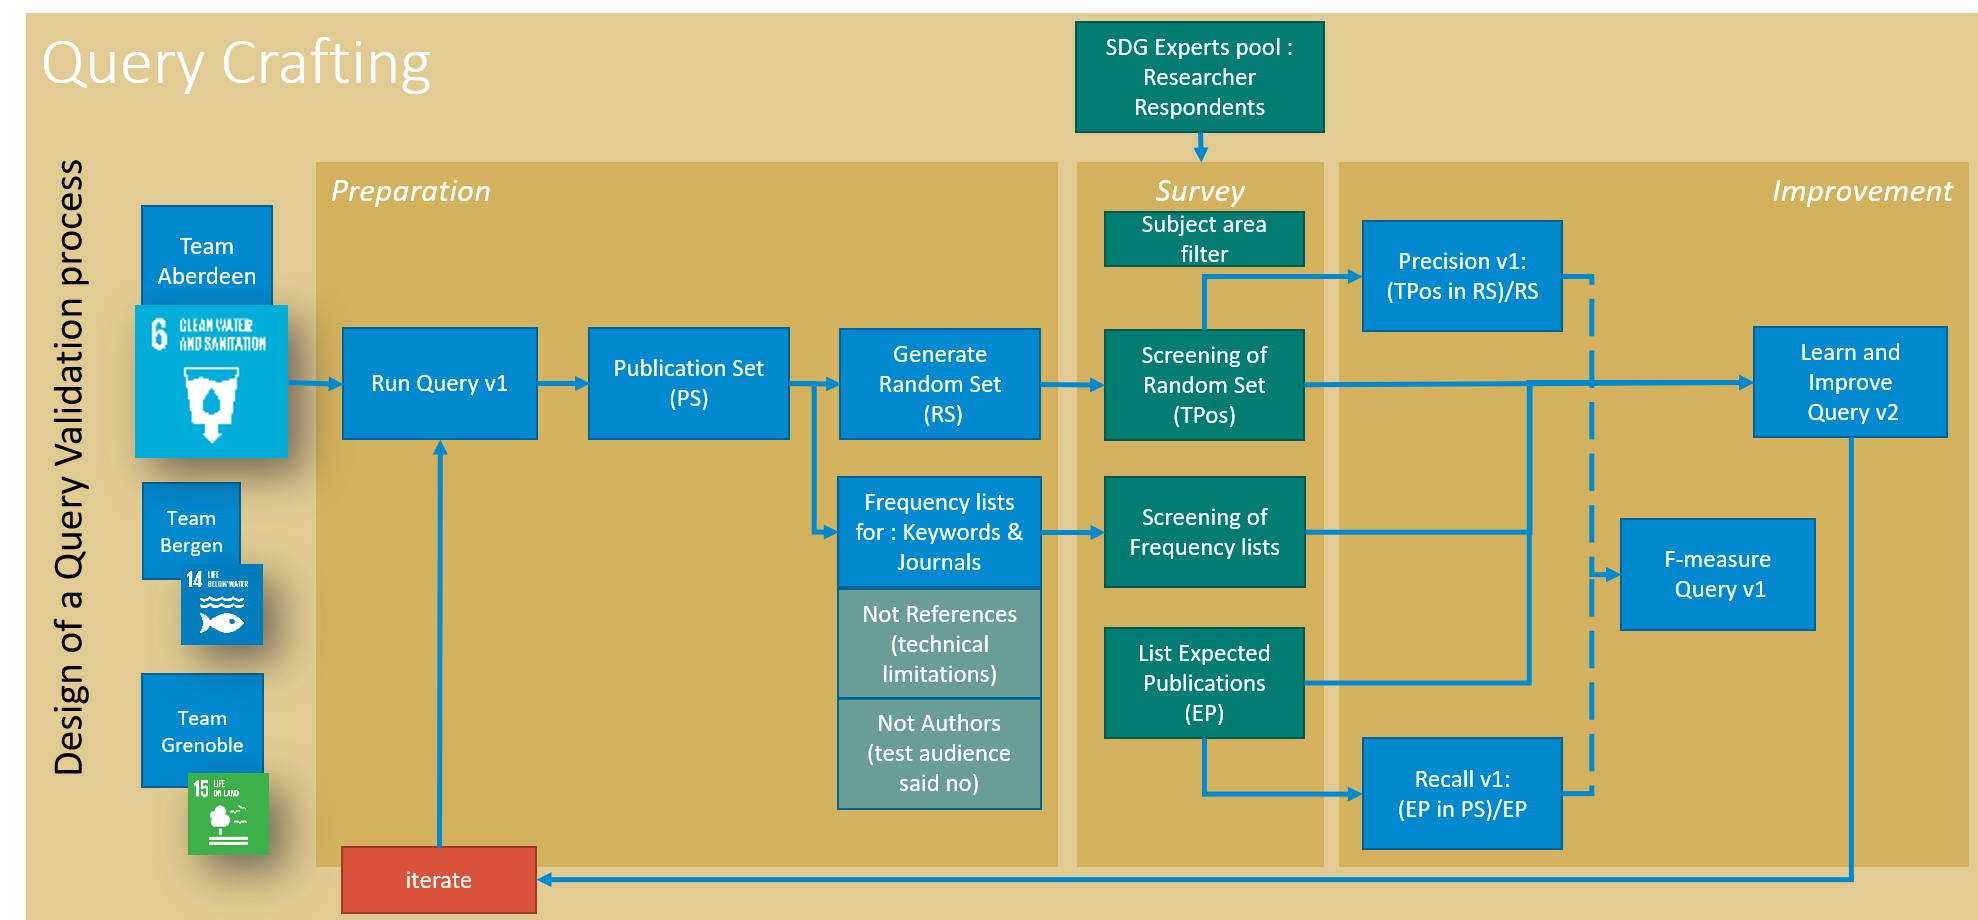 Query Crafting
Design of a Query Validation process
SDG Experts pool :
Researcher
Respondents
Team
Aberdeen
6 CLEAN WATER
AND SANITATION
Team
Bergen
14 LIFE
BELOW WATER
Team
Grenoble
15 LIFE
ON LAND
Preparation
Run Query v1
Publication Set
(PS)
Generate
Random Set
(RS)
Frequency lists
for : Keywords &
Journals
Not References
(technical
limitations)
Not Authors
(test audience
said no)
iterate
Survey
Subject area
filter
Screening of
Random Set
(TPos)
Screening of
Frequency lists
List Expected
Publications
(EP)
Improvement
Precision v1:
(TPos in RS)/RS
Learn and
Improve
Query v2
F-measure
Query v1
Recall v1:
(EP in PS)/EP